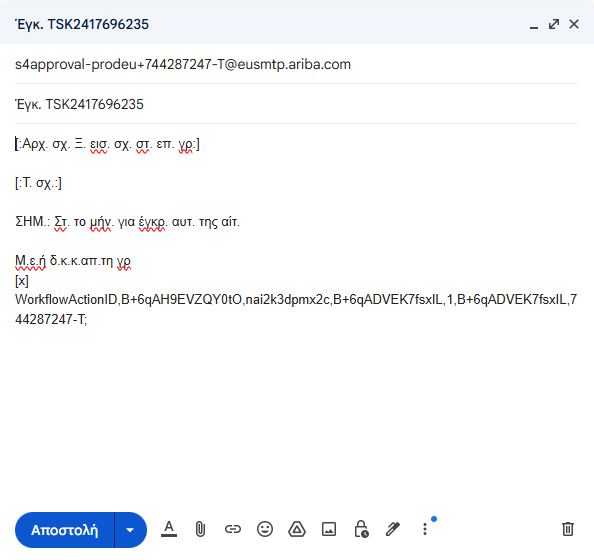 Έγκ. TSK2417696235
s4approval-prodeu+744287247-T@eusmtp.ariba.com
Έγκ. TSK2417696235
[:Αρχ. σχ. Ξ. εισ. σχ. στ. επ. γρ:]
[:Τ. σχ.:]
ΣΗΜ.: Στ. το μήν. για έγκρ. αυτ. της αίτ.
Μ.ε.ή δ.κ.κ.απ.τη γρ
[x]
WorkflowActionID,B+6qAH9EVZQY0tO,nai2k3dpmx2c,B+6qADVEK7fsxIL,1,B+6qADVEK7fsxIL,7
44287247-T;
Αποστολή